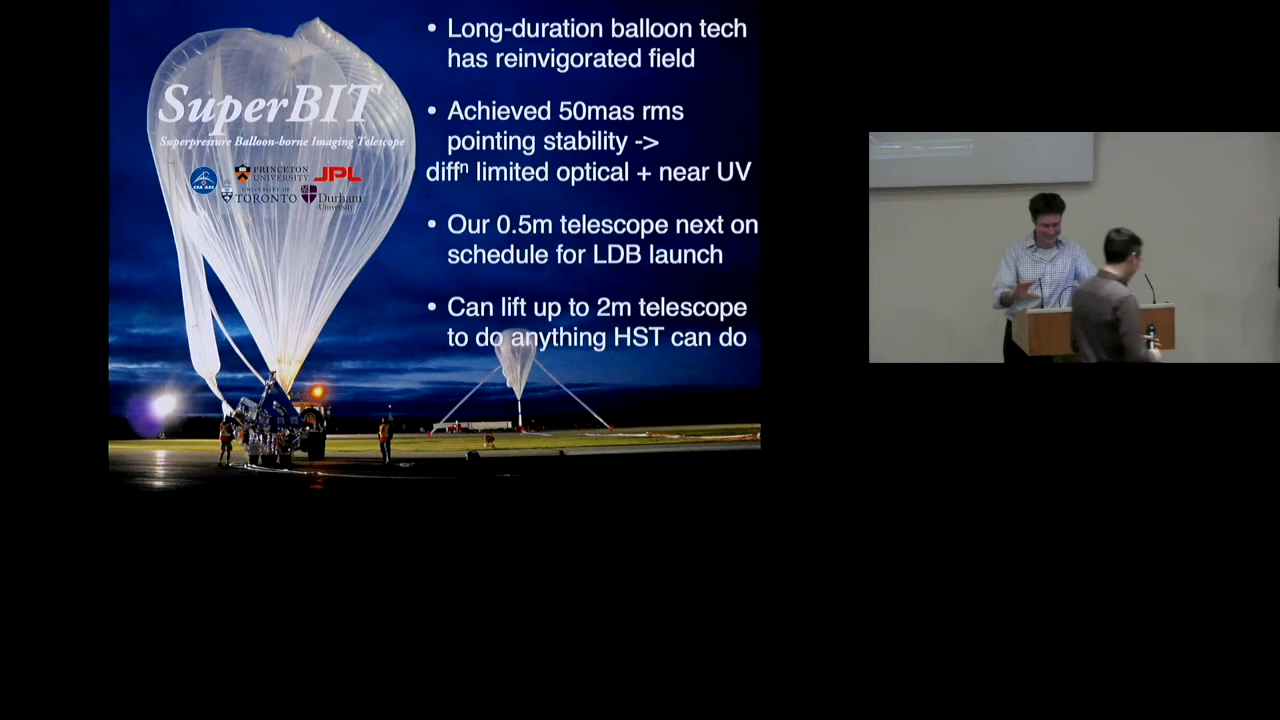 SuperBIT
Superpressure Balloon-borne Imaging Telescope
CSA ASC
PRINCETON
UNIVERSITY
JPL
UNIVERSITY OF
TORONTO
Durham
University
• Long-duration balloon tech
has reinvigorated field
• Achieved 50mas rms
pointing stability ->
diffⁿ limited optical + near UV
• Our 0.5m telescope next on
schedule for LDB launch
• Can lift up to 2m telescope
to do anything HST can do